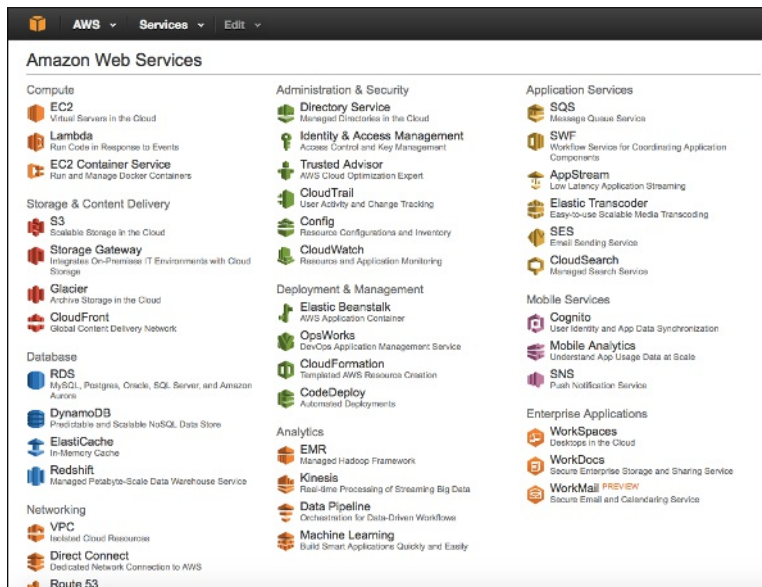 AWS Services Edit
Amazon Web Services
Compute
EC2
Virtual Servers in the Cloud
Lambda
Run Code in Response to Events
EC2 Container Service
Run and Manage Docker Containers
Storage & Content Delivery
S3
Scalable Storage in the Cloud
Storage Gateway
Integrates On-Premise IT Environments with Cloud
Storage
Glacier
Archive Storage in the Cloud
CloudFront
Global Content Delivery Network
Database
RDS
MySQL, Postgres, Oracle, SQL Server, and Amazon
Aurora
DynamoDB
Predictable and Scalable NoSQL Data Store
ElastiCache
In-Memory Cache
Redshift
Managed Petabyte-Scale Data Warehouse Service
Networking
VPC
Isolated Cloud Resources
Direct Connect
Dedicated Network Connection to AWS
Route 53
Administration & Security
Directory Service
Managed Directories in the Cloud
Identity & Access Management
Access Control and Key Management
Trusted Advisor
AWS Cloud Optimization Expert
CloudTrail
User Activity and Change Tracking
Config
Resource Configurations and Inventory
CloudWatch
Resource and Application Monitoring
Deployment & Management
Elastic Beanstalk
AWS Application Container
OpsWorks
DevOps Application Management Service
CloudFormation
Templated AWS Resource Creation
CodeDeploy
Automated Deployments
Analytics
EMR
Managed Hadoop Framework
Kinesis
Real-time Processing of Streaming Big Data
Data Pipeline
Orchestration for Data-Driven Workflows
Machine Learning
Build Smart Applications Quickly and Easily
Application Services
SQS
Message Queue Service
SWF
Workflow Service for Coordinating Application
Components
AppStream
Low Latency Application Streaming
Elastic Transcoder
Easy-to-use Scalable Media Transcoding
SES
Email Sending Service
CloudSearch
Managed Search Service
Mobile Services
Cognito
User Identity and App Data Synchronization
Mobile Analytics
Understand App Usage Data at Scale
SNS
Push Notification Service
Enterprise Applications
WorkSpaces
Desktops in the Cloud
WorkDocs
Secure Enterprise Storage and Sharing Service
WorkMail PREVIEW
Secure Email and Calendaring Service